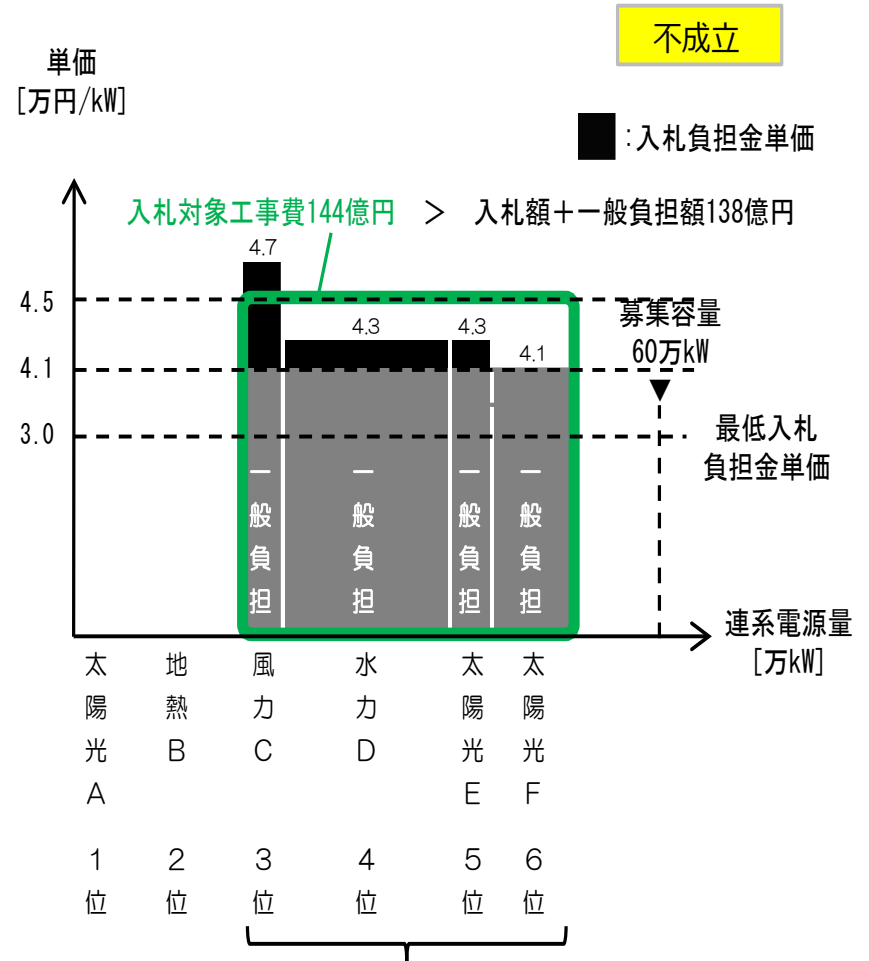 不成立
単価
[万円/kW]
:入札負担金単価
入札対象工事費144億円 ＞ 入札額＋一般負担額138億円
4.7
4.5
4.3
4.3
4.1
募集容量
60万kW
4.1
3.0
最低入札
負担金単価
一般負担
一般負担
一般負担
一般負担
連系電源量
[万kW]
太陽光A
地熱B
風力C
水力D
太陽光E
太陽光F
1位
2位
3位
4位
5位
6位